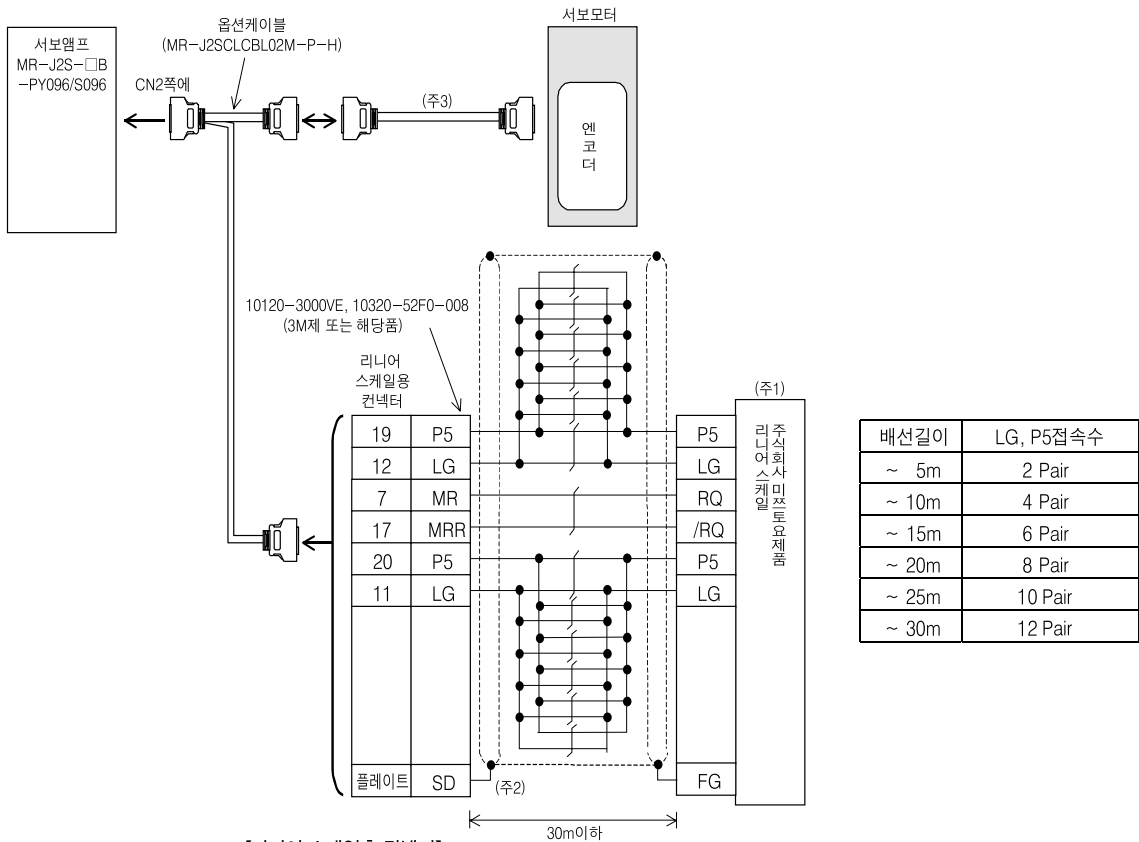 서보앰프
MR-J2S-□B
-PY096/S096
옵션케이블
(MR-J2SCLCBL02M-P-H)
CN2쪽에
(주3)
서보모터
엔코더
10120-3000VE, 10320-52F0-008
(3M제 또는 해당품)
리니어
스케일용
컨넥터
19 P5
12 LG
7 MR
17 MRR
20 P5
11 LG
플레이트 SD
(주2)
30m이하
P5
LG
RQ
/RQ
P5
LG
FG
(주1)
주식회사 미쯔토요제품
리니어 스케일
배선길이 LG, P5접속수
~ 5m 2 Pair
~ 10m 4 Pair
~ 15m 6 Pair
~ 20m 8 Pair
~ 25m 10 Pair
~ 30m 12 Pair